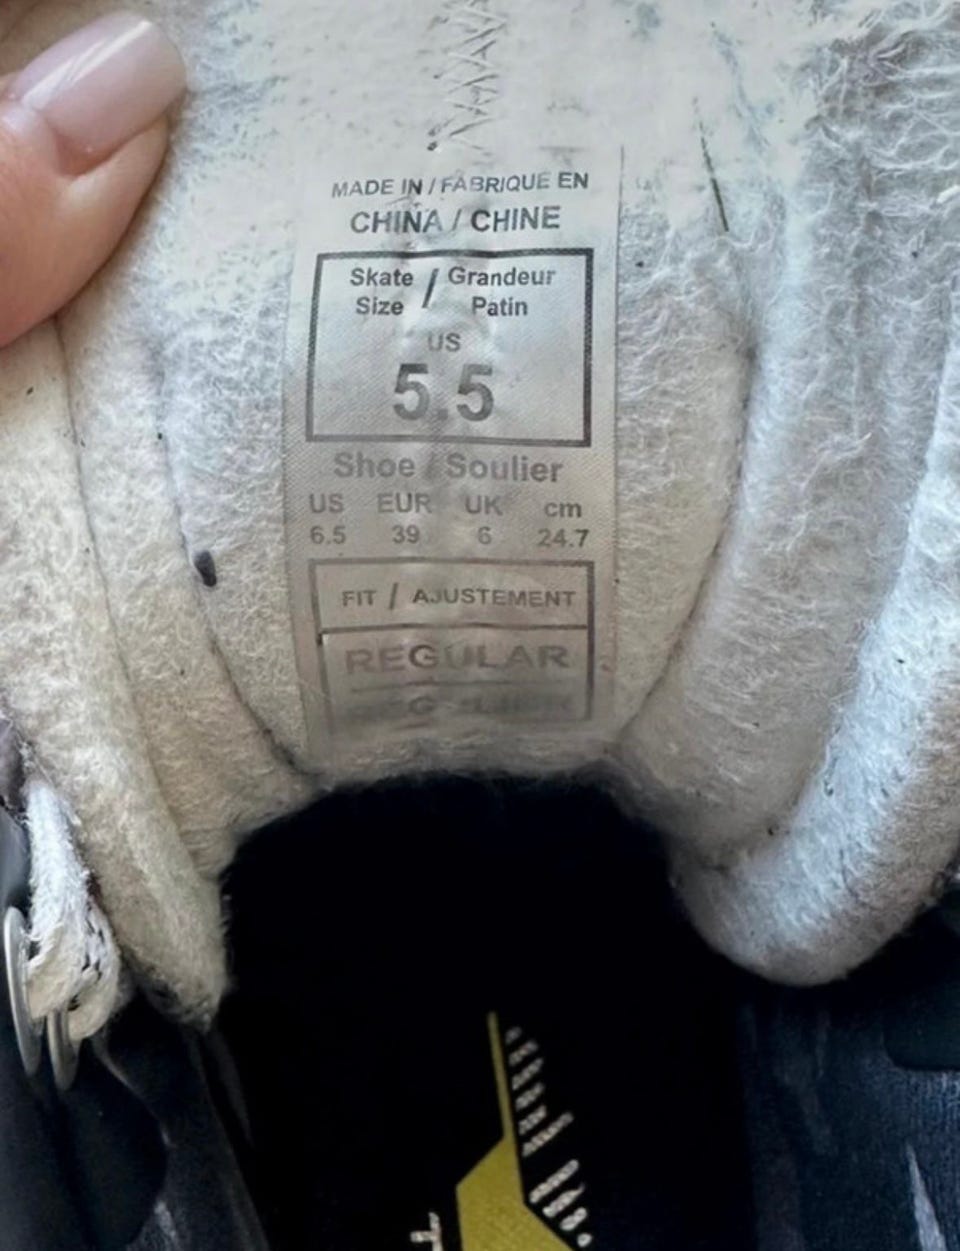 MADE IN / FABRIQUE EN
CHINA / CHINE
Skate / Grandeur
Size Patin
US
5.5
Shoe / Soulier
US EUR UK cm
6.5 39 6 24.7
FIT / AJUSTEMENT
REGULAR